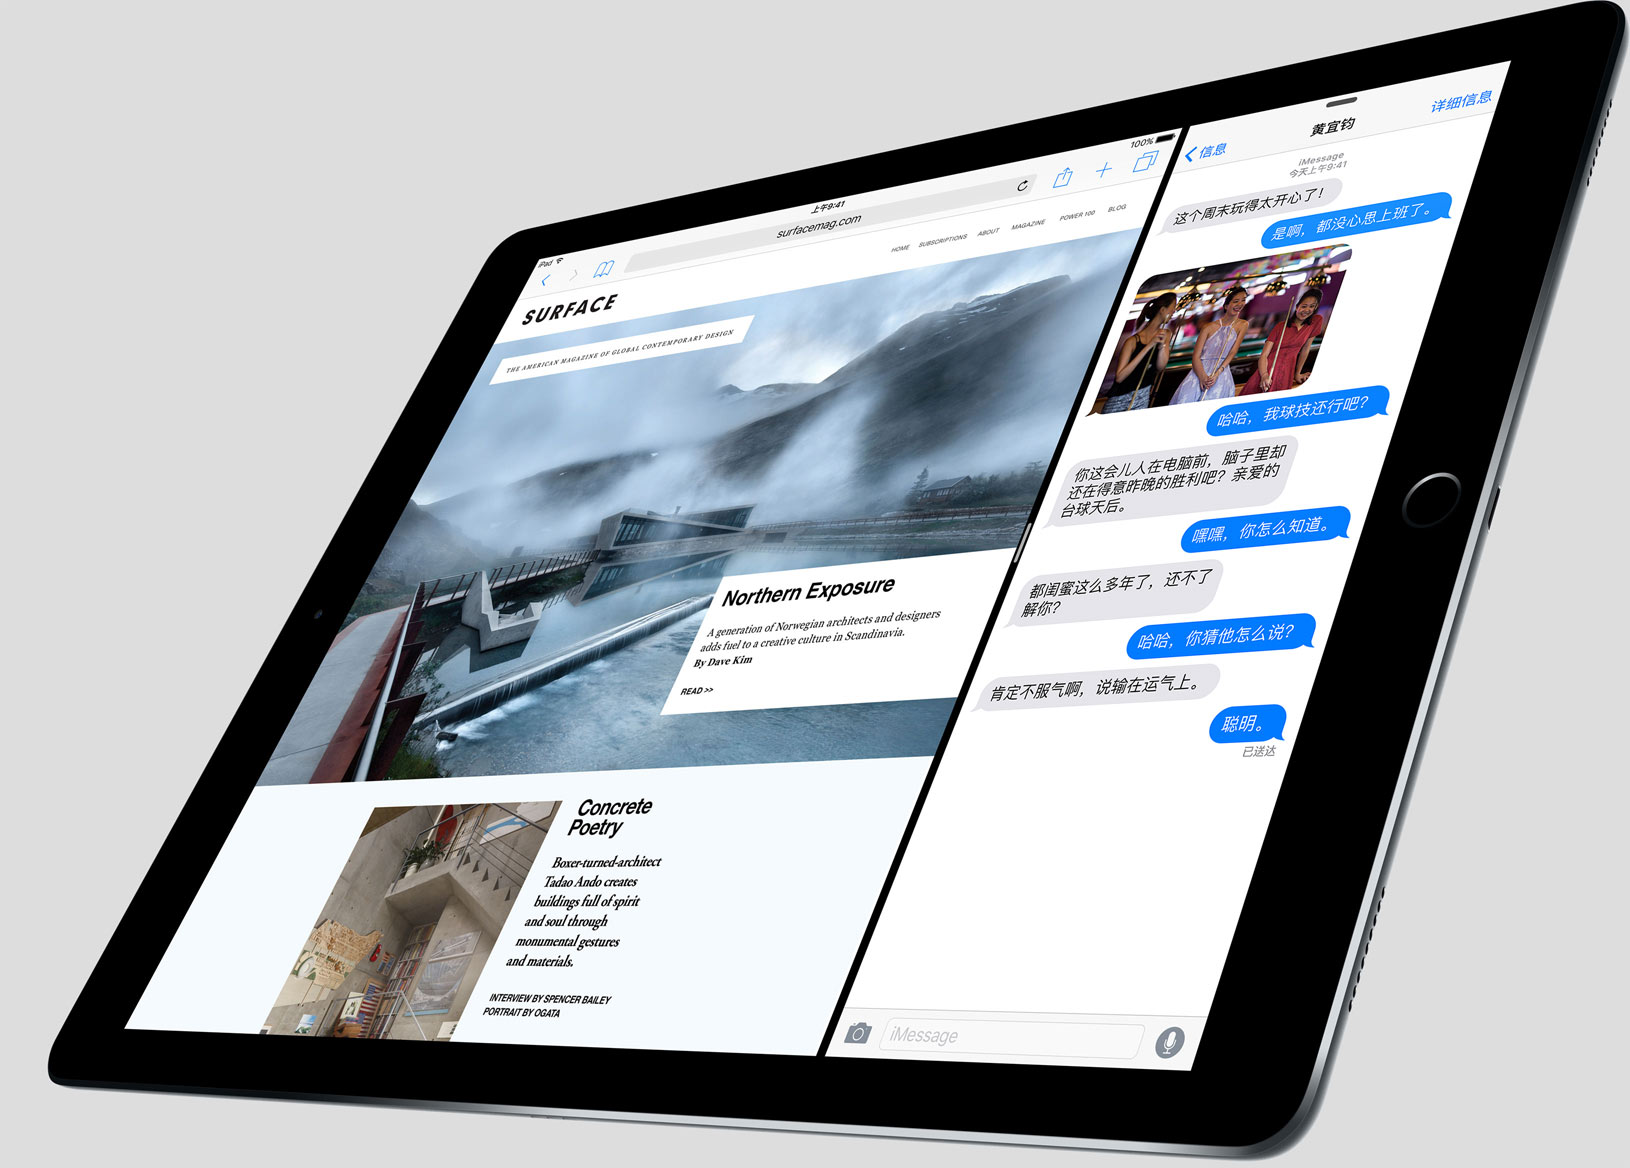 iPad
上午9:41
100%
surfacemag.com
SURFACE
HOME SUBSCRIPTIONS ABOUT MAGAZINE POWER 100 BLOG
THE AMERICAN MAGAZINE OF GLOBAL CONTEMPORARY DESIGN
Northern Exposure
A generation of Norwegian architects and designers
adds fuel to a creative culture in Scandinavia.
By Dave Kim
READ >>
Concrete
Poetry
Boxer-turned-architect
Tadao Ando creates
buildings full of spirit
and soul through
monumental gestures
and materials.
INTERVIEW BY SPENCER BAILEY
PORTRAIT BY OGATA
信息
黄宜钧
详细信息
iMessage
今天上午9:41
这个周末玩得太开心了！
是啊，都没心思上班了。
哈哈，我球技还行吧？
你这会儿人在电脑前，脑子里却
还在得意昨晚的胜利吧？亲爱的
台球天后。
嘿嘿，你怎么知道。
都闺蜜这么多年了，还不了
解你？
哈哈，你猜他怎么说？
肯定不服气啊，说输在运气上。
聪明。
已送达
iMessage